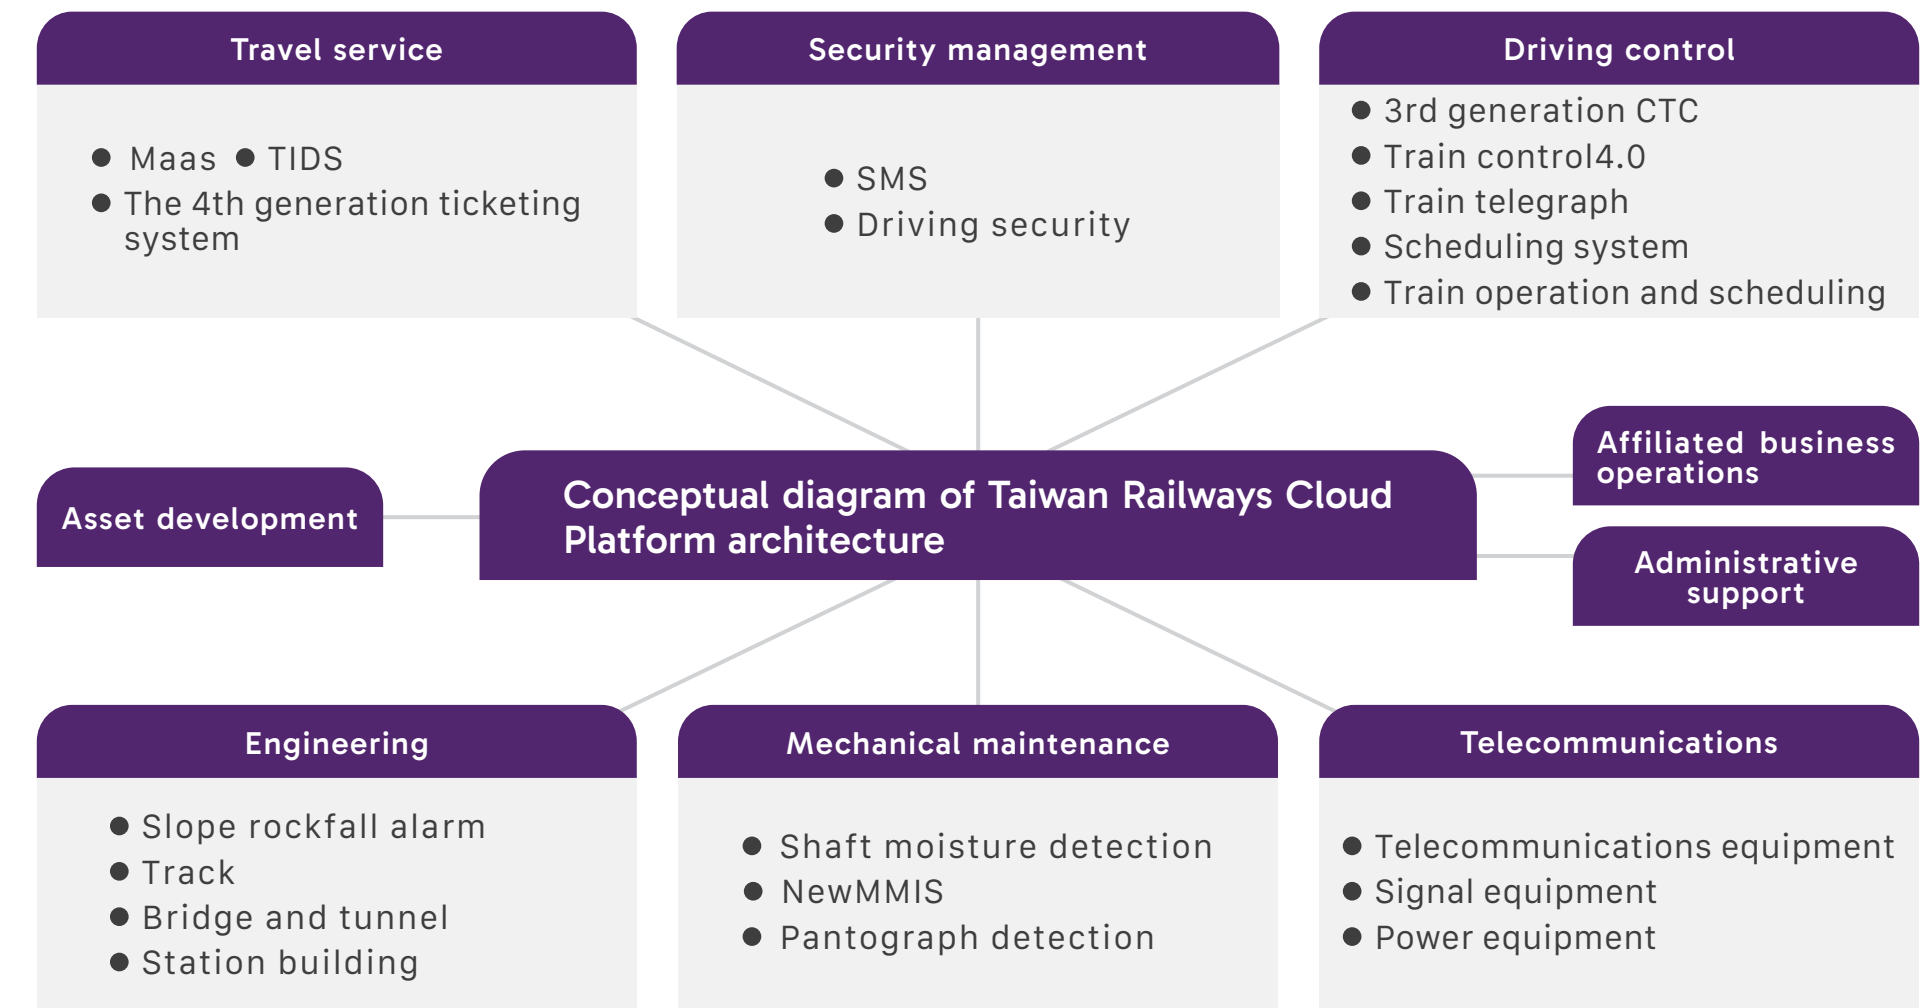 Travel service
● Maas ● TIDS
● The 4th generation ticketing
system
Security management
● SMS
● Driving security
Driving control
● 3rd generation CTC
● Train control4.0
● Train telegraph
● Scheduling system
● Train operation and scheduling
Asset development
Conceptual diagram of Taiwan Railways Cloud
Platform architecture
Affiliated business
operations
Administrative
support
Engineering
● Slope rockfall alarm
● Track
● Bridge and tunnel
● Station building
Mechanical maintenance
● Shaft moisture detection
● NewMMIS
● Pantograph detection
Telecommunications
● Telecommunications equipment
● Signal equipment
● Power equipment